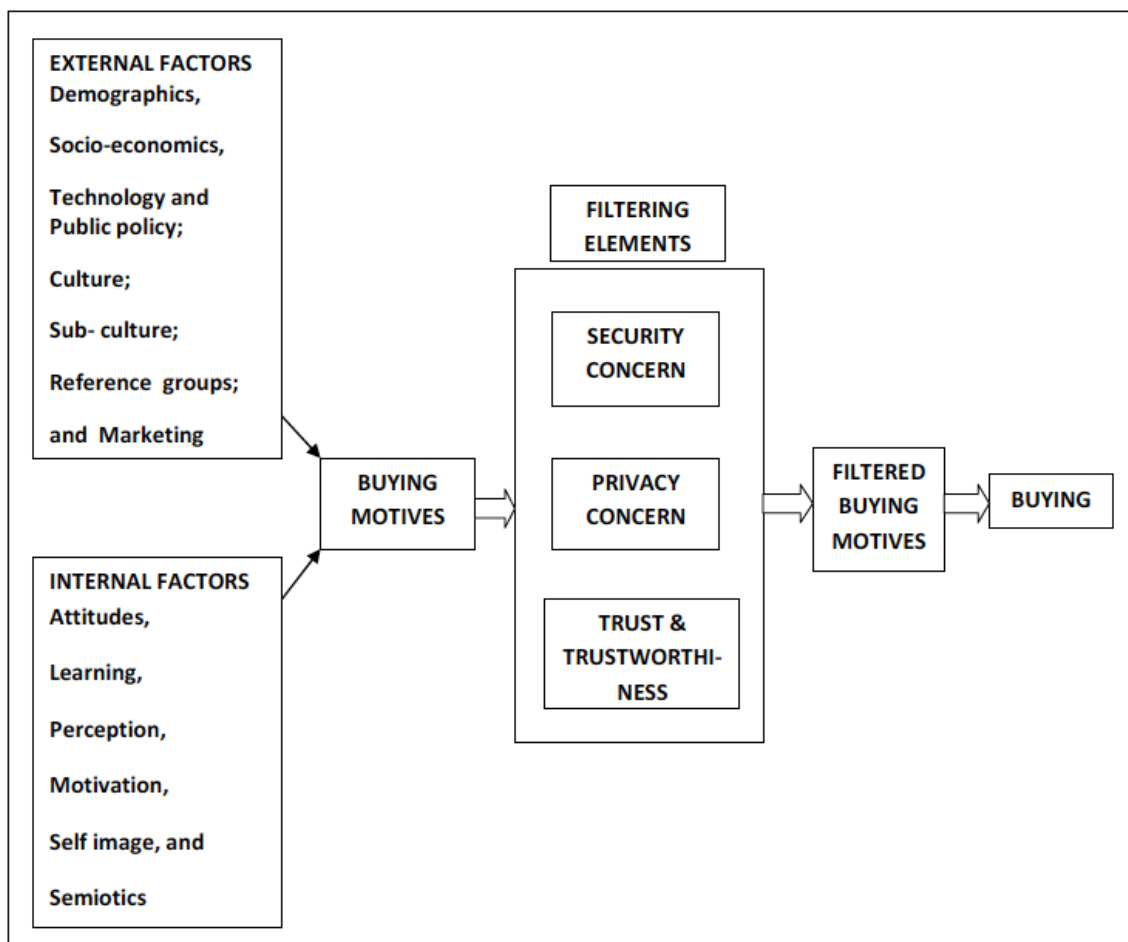 EXTERNAL FACTORS
Demographics,
Socio-economics,
Technology and
Public policy;
Culture;
Sub- culture;
Reference groups;
and Marketing
INTERNAL FACTORS
Attitudes,
Learning,
Perception,
Motivation,
Self image, and
Semiotics
BUYING
MOTIVES
FILTERING
ELEMENTS
SECURITY
CONCERN
PRIVACY
CONCERN
TRUST &
TRUSTWORTHI-
NESS
FILTERED
BUYING
MOTIVES
BUYING